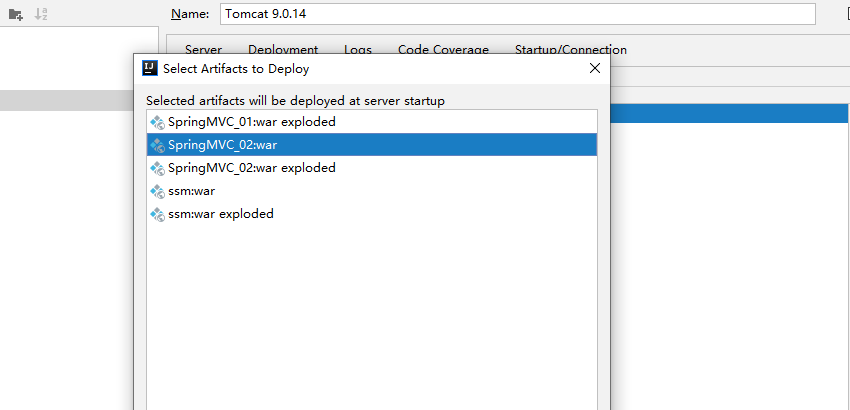 Name: Tomcat 9.0.14
Server Deployment Logs Code Coverage Startup/Connection
Select Artifacts to Deploy
Selected artifacts will be deployed at server startup
SpringMVC_01:war exploded
SpringMVC_02:war
SpringMVC_02:war exploded
ssm:war
ssm:war exploded